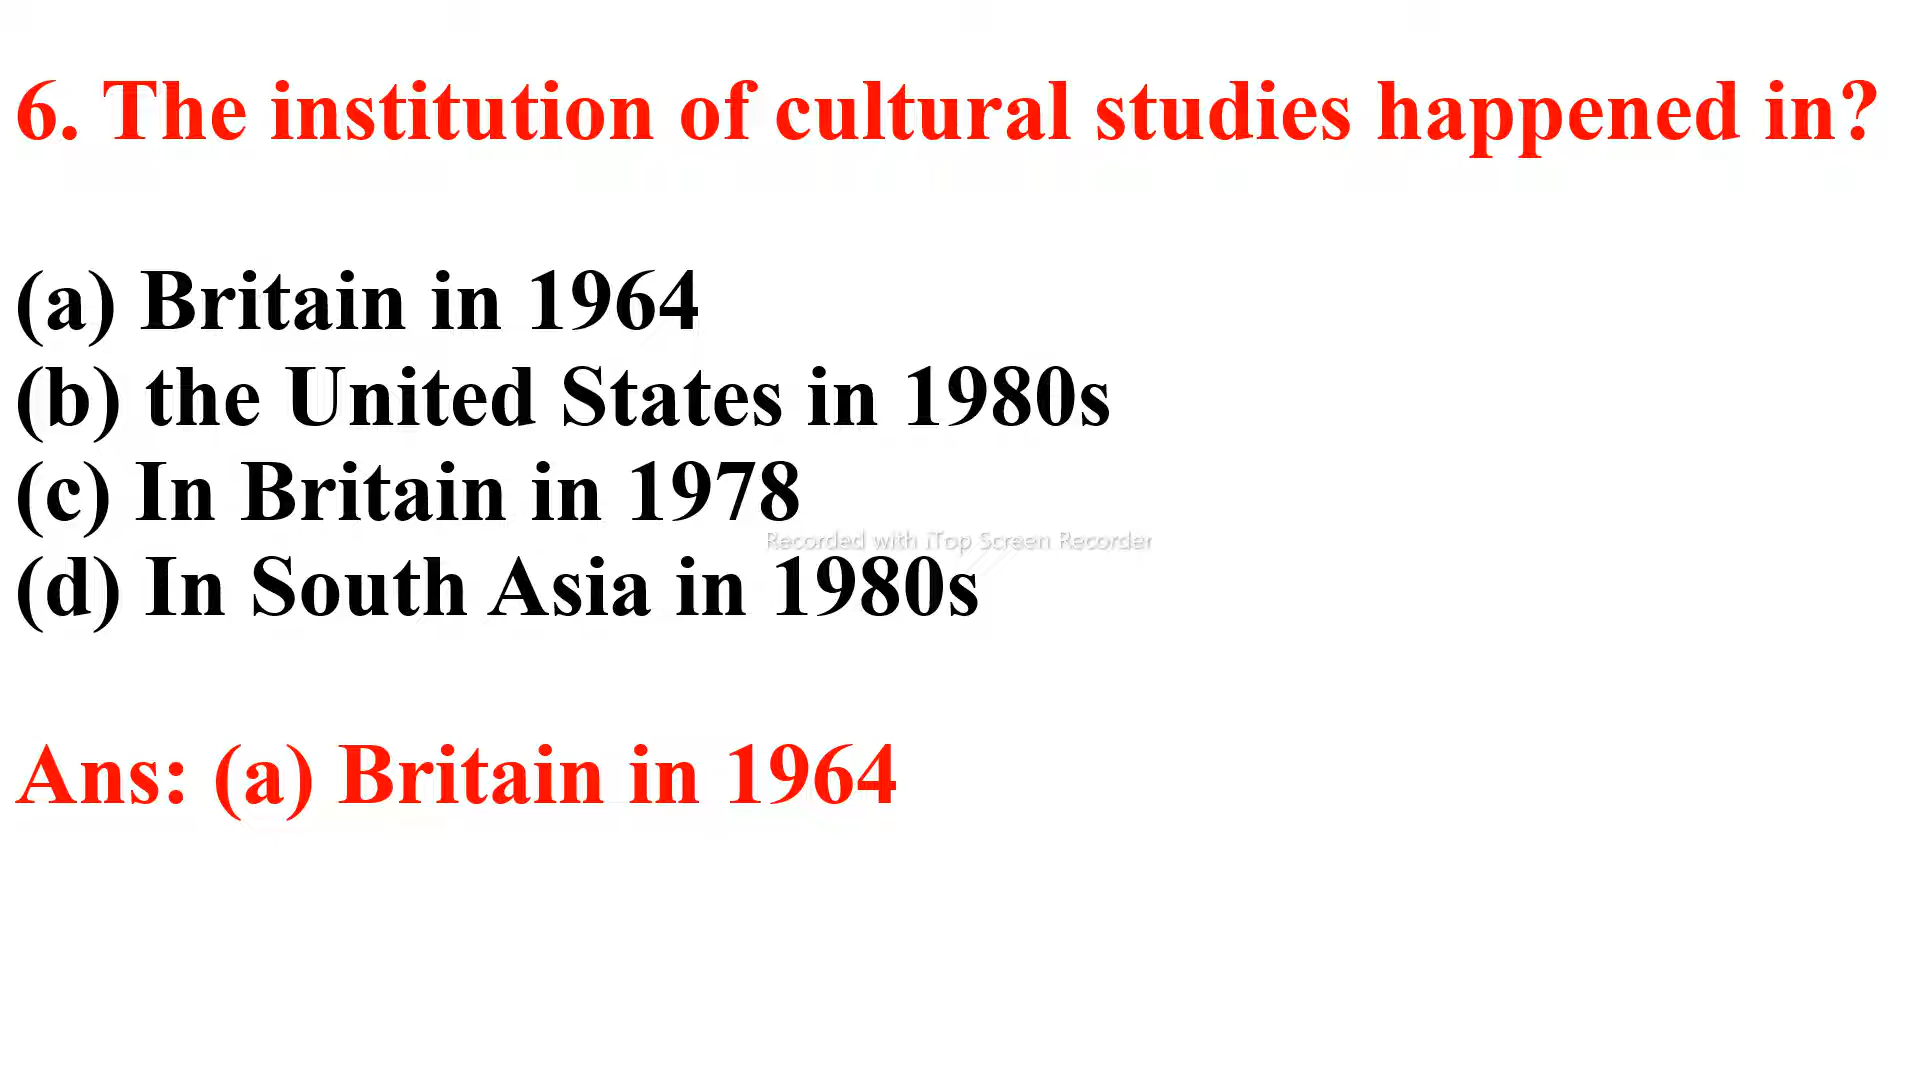 6. The institution of cultural studies happened in?
(a) Britain in 1964
(b) the United States in 1980s
(c) In Britain in 1978
Recorded with iTop Screen Recorder
(d) In South Asia in 1980s
Ans: (a) Britain in 1964